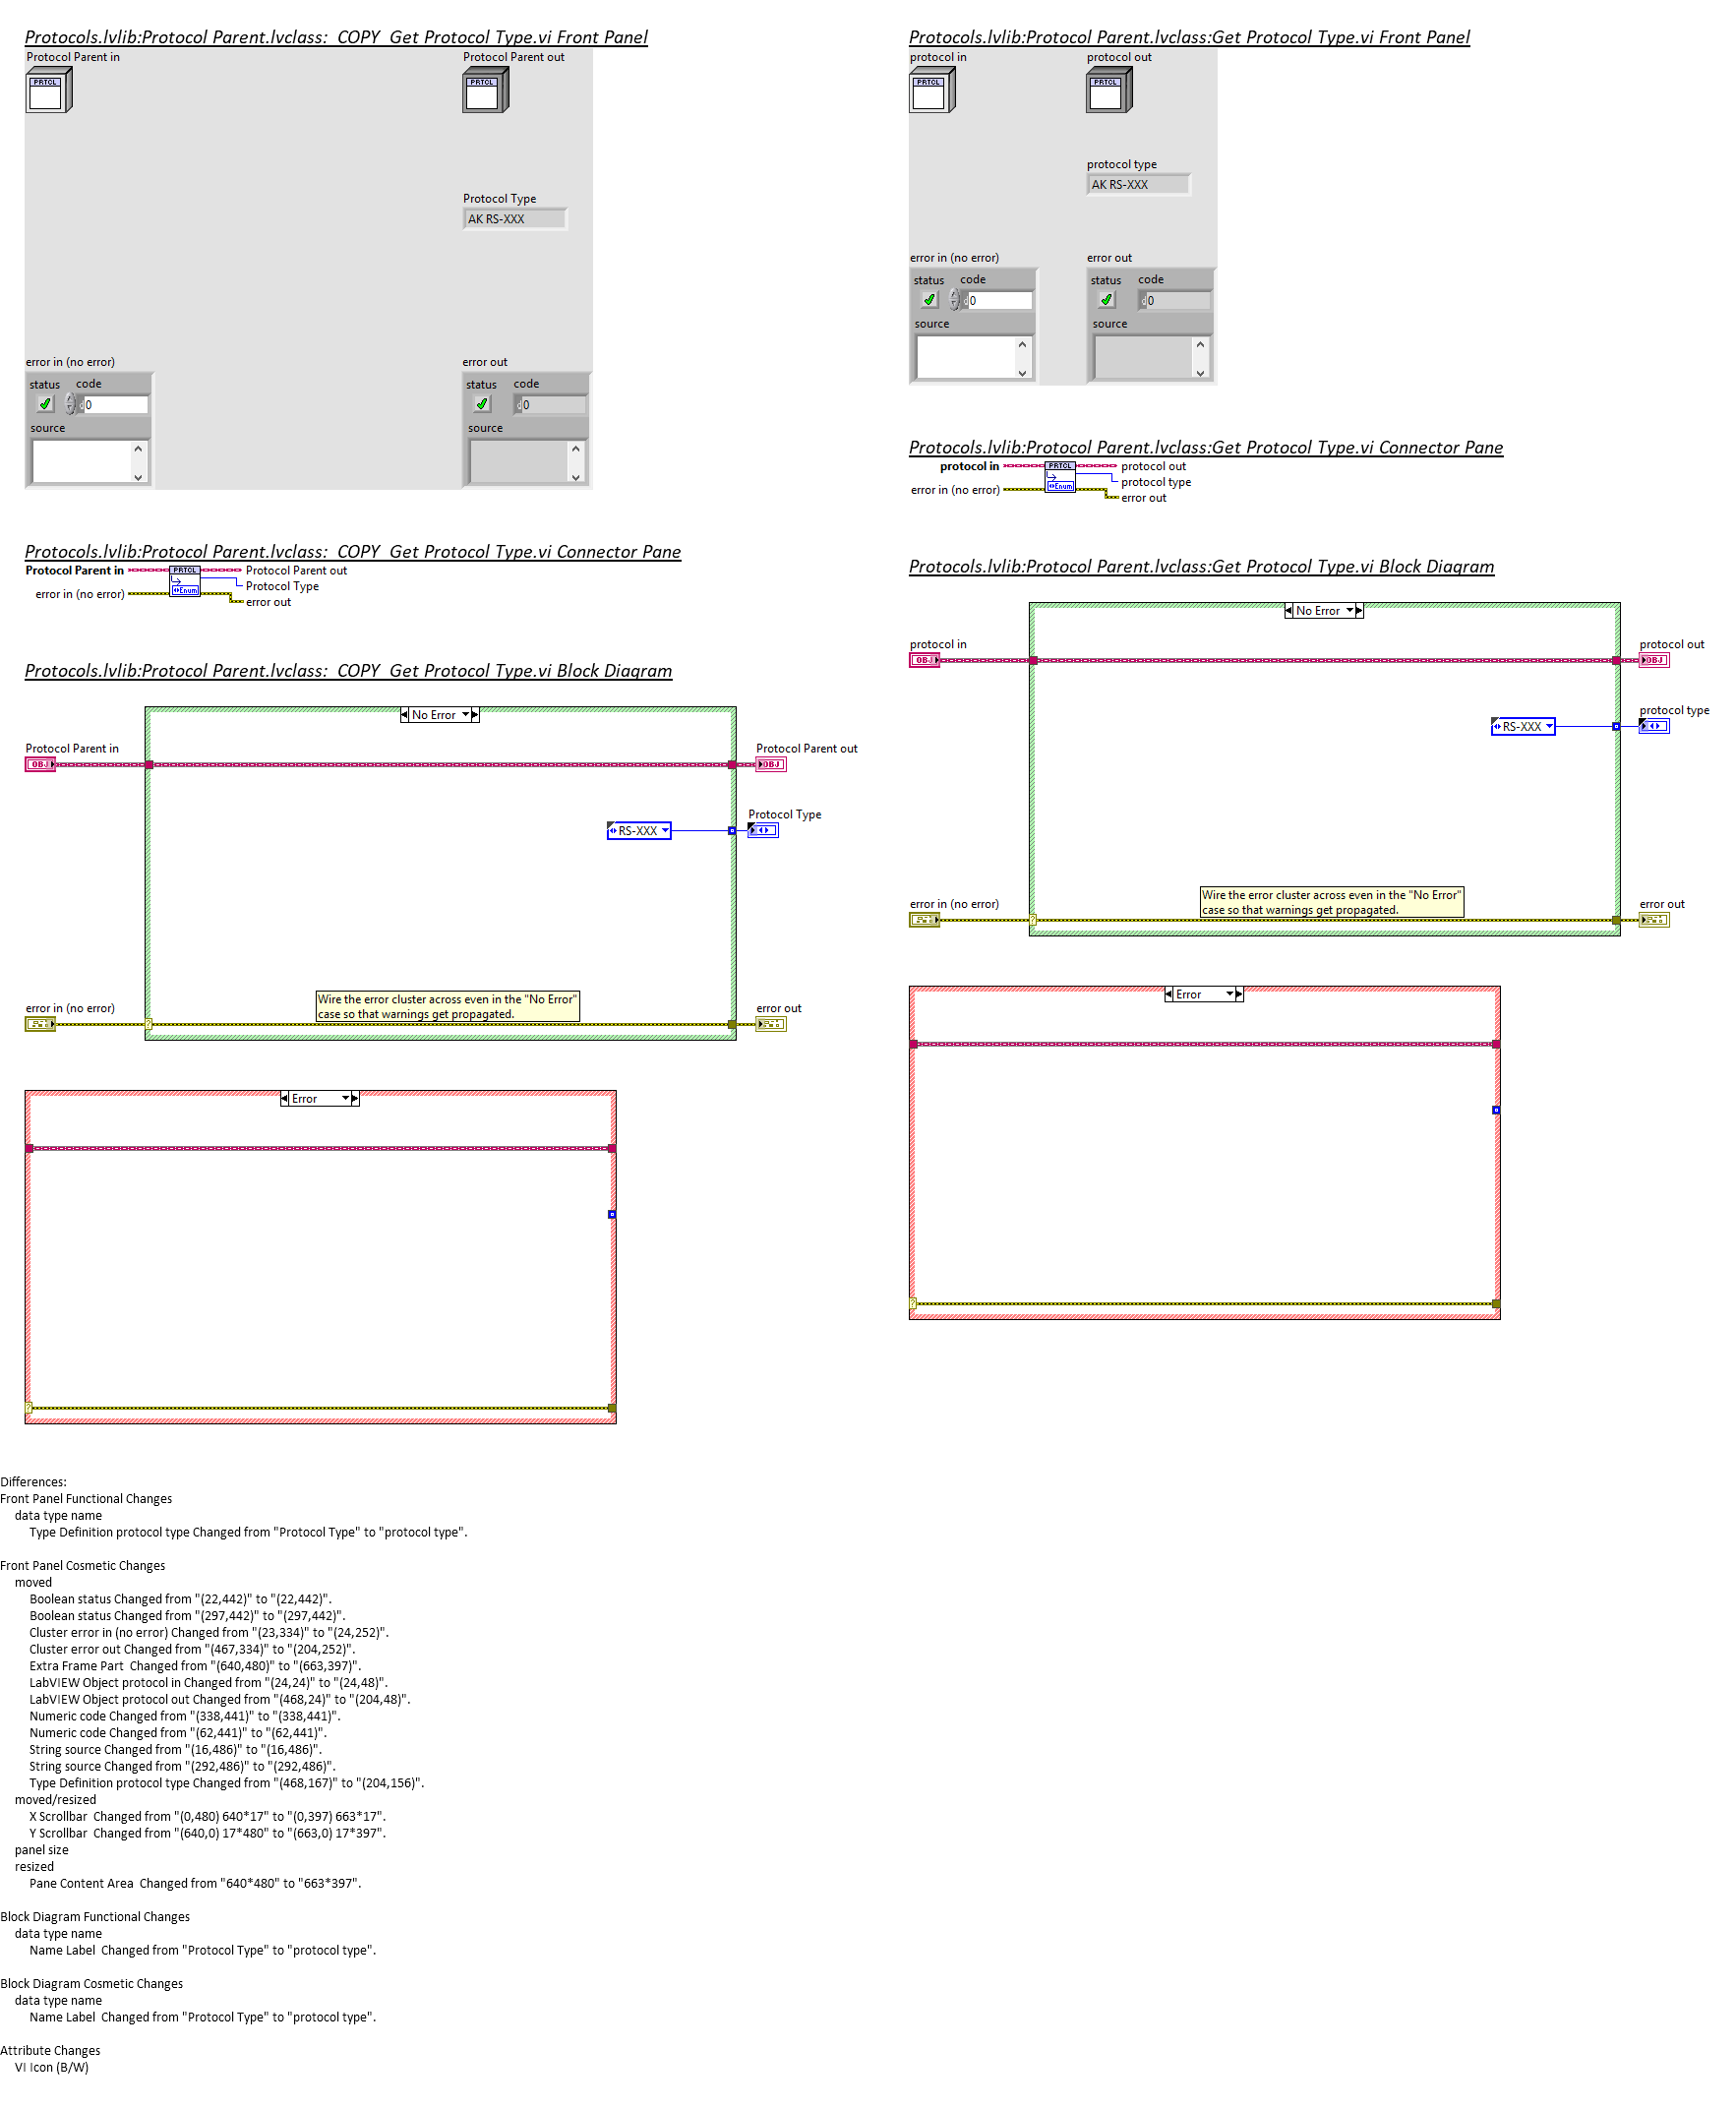 Protocols.lvlib:Protocol Parent.lvclass:_COPY_Get Protocol Type.vi Front Panel
Protocol Parent in
PRTCL
Protocol Parent out
PRTCL
Protocol Type
AK RS-XXX
error in (no error)
status
code
0
source
error out
status
code
0
source
Protocols.lvlib:Protocol Parent.lvclass:_COPY_Get Protocol Type.vi Connector Pane
Protocol Parent in
error in (no error)
PRTCL
Enum
Protocol Parent out
Protocol Type
error out
Protocols.lvlib:Protocol Parent.lvclass:_COPY_Get Protocol Type.vi Block Diagram
No Error
Protocol Parent in
OBJ
Protocol Parent out
OBJ
Protocol Type
RS-XXX
Wire the error cluster across even in the "No Error"
case so that warnings get propagated.
error in (no error)
?
error out
Error
?
Protocols.lvlib:Protocol Parent.lvclass:Get Protocol Type.vi Front Panel
protocol in
PRTCL
protocol out
PRTCL
protocol type
AK RS-XXX
error in (no error)
status
code
0
source
error out
status
code
0
source
Protocols.lvlib:Protocol Parent.lvclass:Get Protocol Type.vi Connector Pane
protocol in
error in (no error)
PRTCL
Enum
protocol out
protocol type
error out
Protocols.lvlib:Protocol Parent.lvclass:Get Protocol Type.vi Block Diagram
No Error
protocol in
OBJ
protocol out
OBJ
protocol type
RS-XXX
Wire the error cluster across even in the "No Error"
case so that warnings get propagated.
error in (no error)
?
error out
Error
?
Differences:
Front Panel Functional Changes
data type name
Type Definition protocol type Changed from "Protocol Type" to "protocol type".
Front Panel Cosmetic Changes
moved
Boolean status Changed from "(22,442)" to "(22,442)".
Boolean status Changed from "(297,442)" to "(297,442)".
Cluster error in (no error) Changed from "(23,334)" to "(24,252)".
Cluster error out Changed from "(467,334)" to "(204,252)".
Extra Frame Part  Changed from "(640,480)" to "(663,397)".
LabVIEW Object protocol in Changed from "(24,24)" to "(24,48)".
LabVIEW Object protocol out Changed from "(468,24)" to "(204,48)".
Numeric code Changed from "(338,441)" to "(338,441)".
Numeric code Changed from "(62,441)" to "(62,441)".
String source Changed from "(16,486)" to "(16,486)".
String source Changed from "(292,486)" to "(292,486)".
Type Definition protocol type Changed from "(468,167)" to "(204,156)".
moved/resized
X Scrollbar  Changed from "(0,480) 640*17" to "(0,397) 663*17".
Y Scrollbar  Changed from "(640,0) 17*480" to "(663,0) 17*397".
panel size
resized
Pane Content Area  Changed from "640*480" to "663*397".
Block Diagram Functional Changes
data type name
Name Label  Changed from "Protocol Type" to "protocol type".
Block Diagram Cosmetic Changes
data type name
Name Label  Changed from "Protocol Type" to "protocol type".
Attribute Changes
VI Icon (B/W)